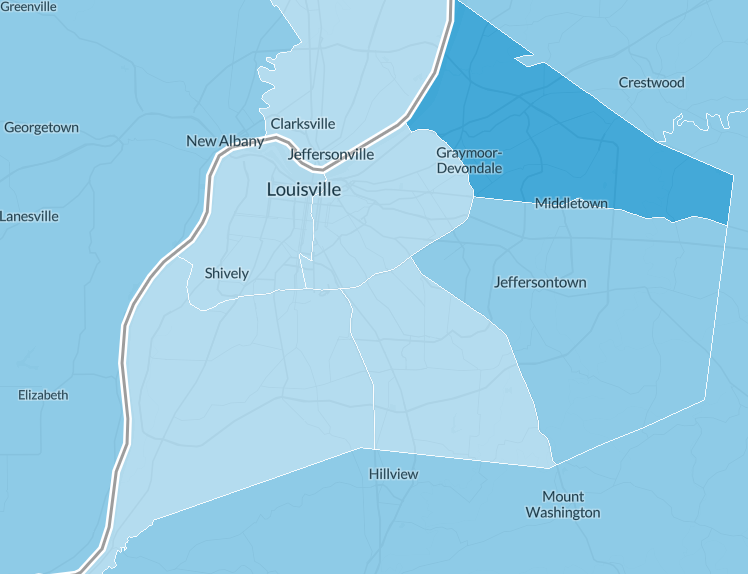 Greenville
Crestwood
Clarksville
Georgetown
New Albany
Jeffersonville
Graymoor-
Devondale
Louisville
Middletown
Lanesville
Shively
Jeffersontown
Elizabeth
Hillview
Mount
Washington